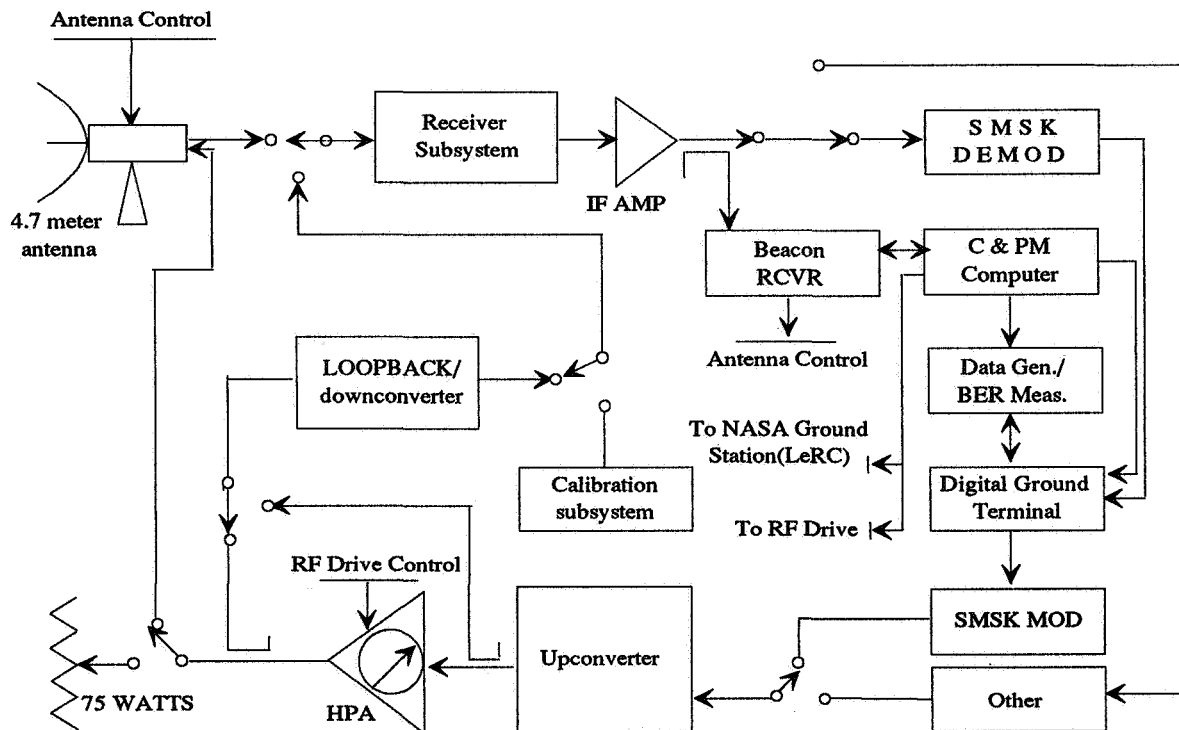 Antenna Control
4.7 meter
antenna
Receiver
Subsystem
IF AMP
S M S K
D E M O D
Beacon
RCVR
C & PM
Computer
Antenna Control
LOOPBACK/
downconverter
Data Gen./
BER Meas.
To NASA Ground
Station(LeRC)
Calibration
subsystem
Digital Ground
Terminal
To RF Drive
RF Drive Control
SMSK MOD
Upconverter
Other
75 WATTS
HPA